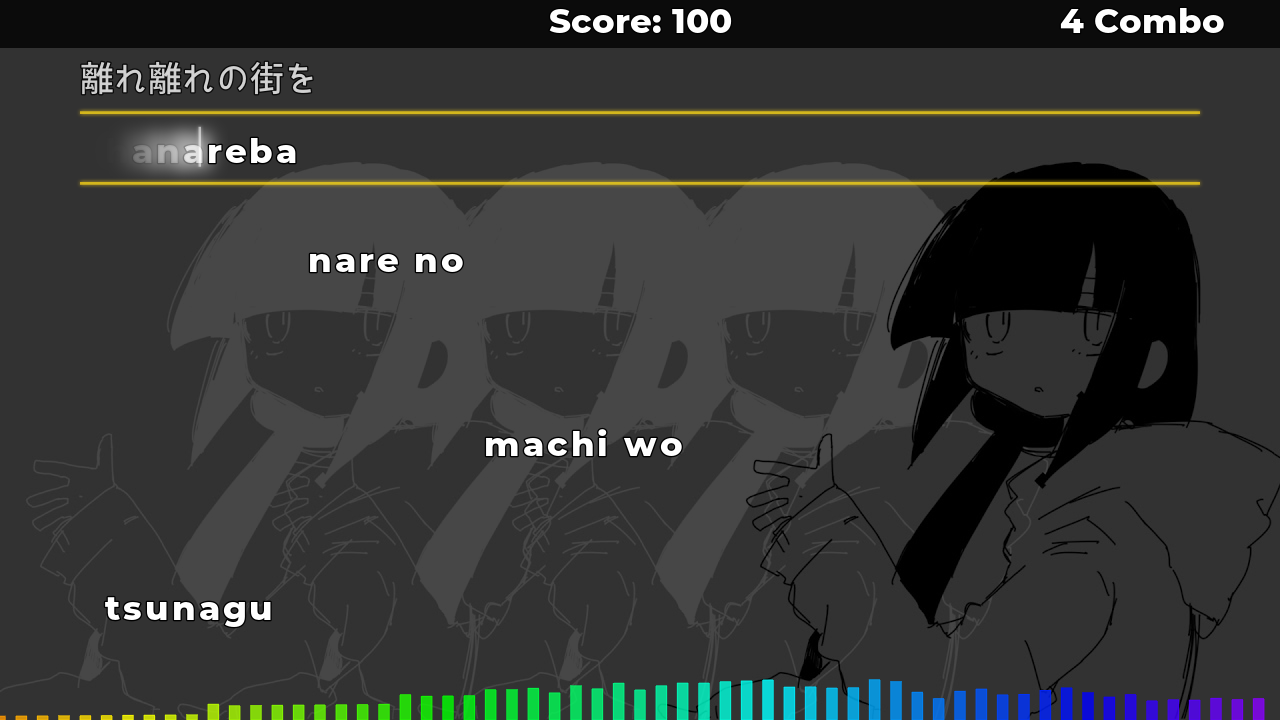 Score: 100
4 Combo
離れ離れの街を
anareba
nare no
machi wo
tsunagu